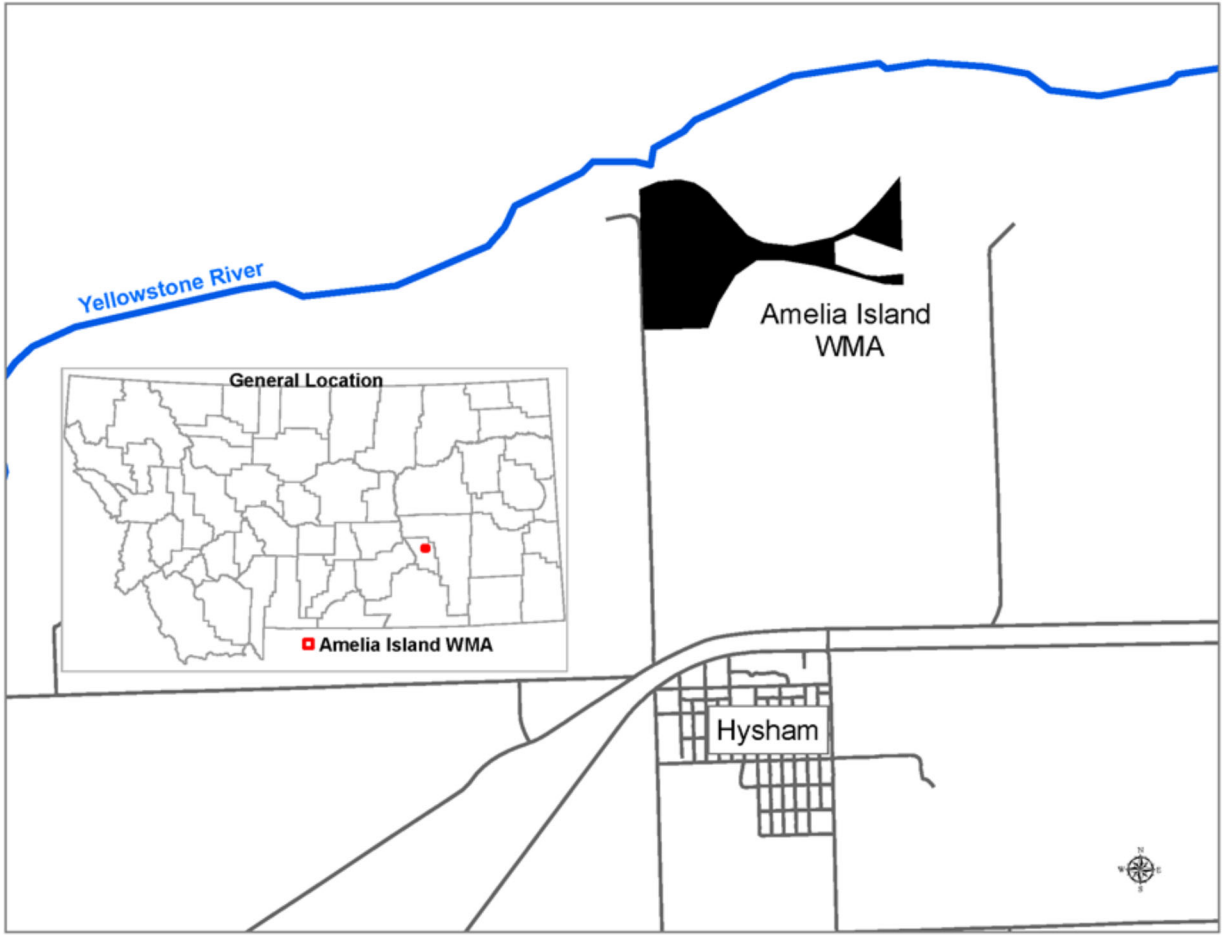 Yellowstone River
Amelia Island
WMA
General Location
Amelia Island WMA
Hysham
N
W
E
S